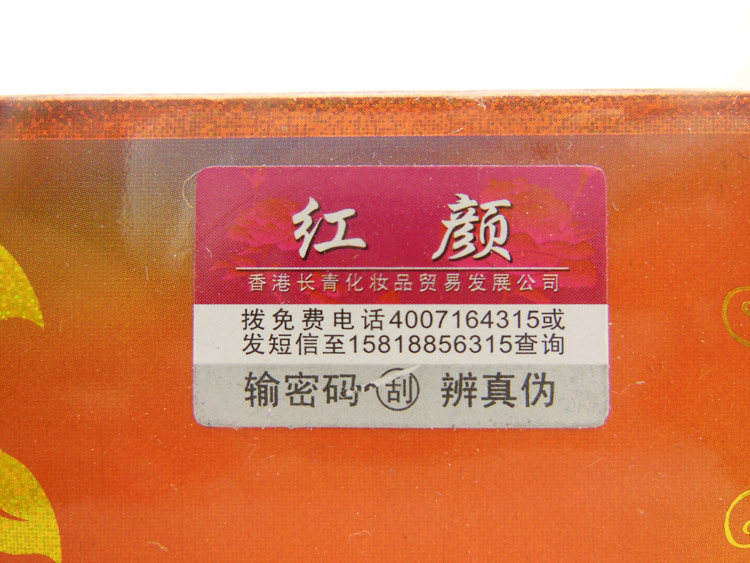 红 颜
香港长青化妆品贸易发展公司
拨免费电话4007164315或
发短信至15818856315查询
输密码~刮 辨真伪